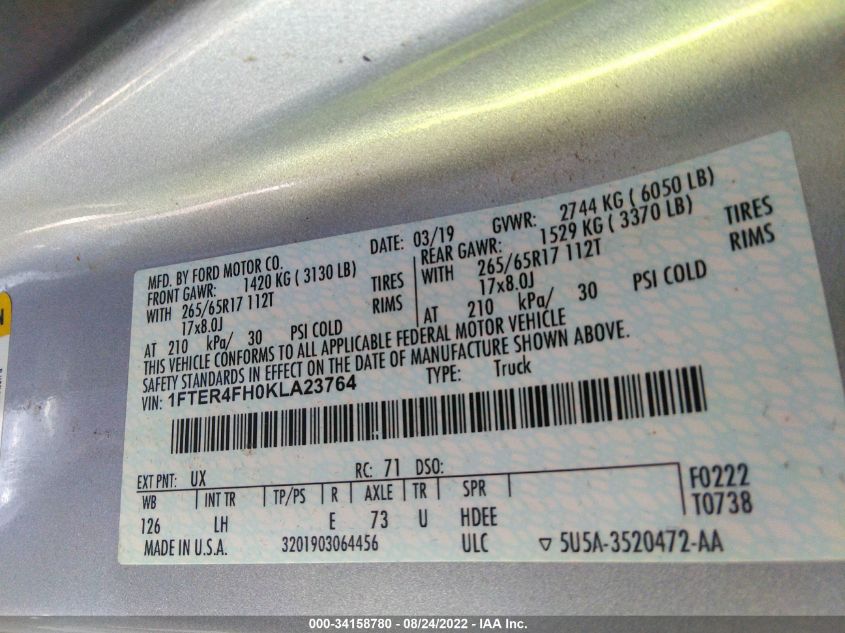 MFD. BY FORD MOTOR CO.
DATE: 03/19 GVWR: 2744 KG ( 6050 LB)
FRONT GAWR: 1420 KG ( 3130 LB)
REAR GAWR: 1529 KG ( 3370 LB)
WITH 265/65R17 112T TIRES
WITH 265/65R17 112T TIRES
17x8.0J RIMS
17x8.0J RIMS
AT 210 kPa/ 30 PSI COLD
AT 210 kPa/ 30 PSI COLD
THIS VEHICLE CONFORMS TO ALL APPLICABLE FEDERAL MOTOR VEHICLE
SAFETY STANDARDS IN EFFECT ON THE DATE OF MANUFACTURE SHOWN ABOVE.
VIN: 1FTER4FH0KLA23764 TYPE: Truck
EXT PNT: UX RC: 71 DSO:
WB INT TR TP/PS R AXLE TR SPR
F0222
126 LH E 73 U HDEE
T0738
MADE IN U.S.A. 3201903064456 ULC ▽ 5U5A-3520472-AA
000-34158780 - 08/24/2022 - IAA Inc.